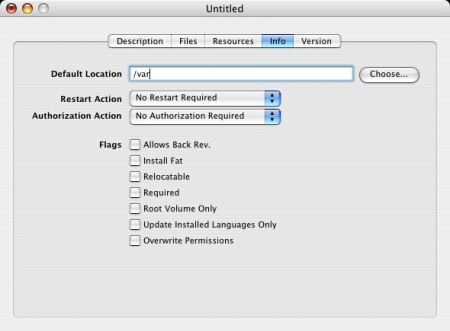 Untitled
Description Files Resources Info Version
Default Location /var Choose...
Restart Action No Restart Required
Authorization Action No Authorization Required
Flags Allows Back Rev.
Install Fat
Relocatable
Required
Root Volume Only
Update Installed Languages Only
Overwrite Permissions